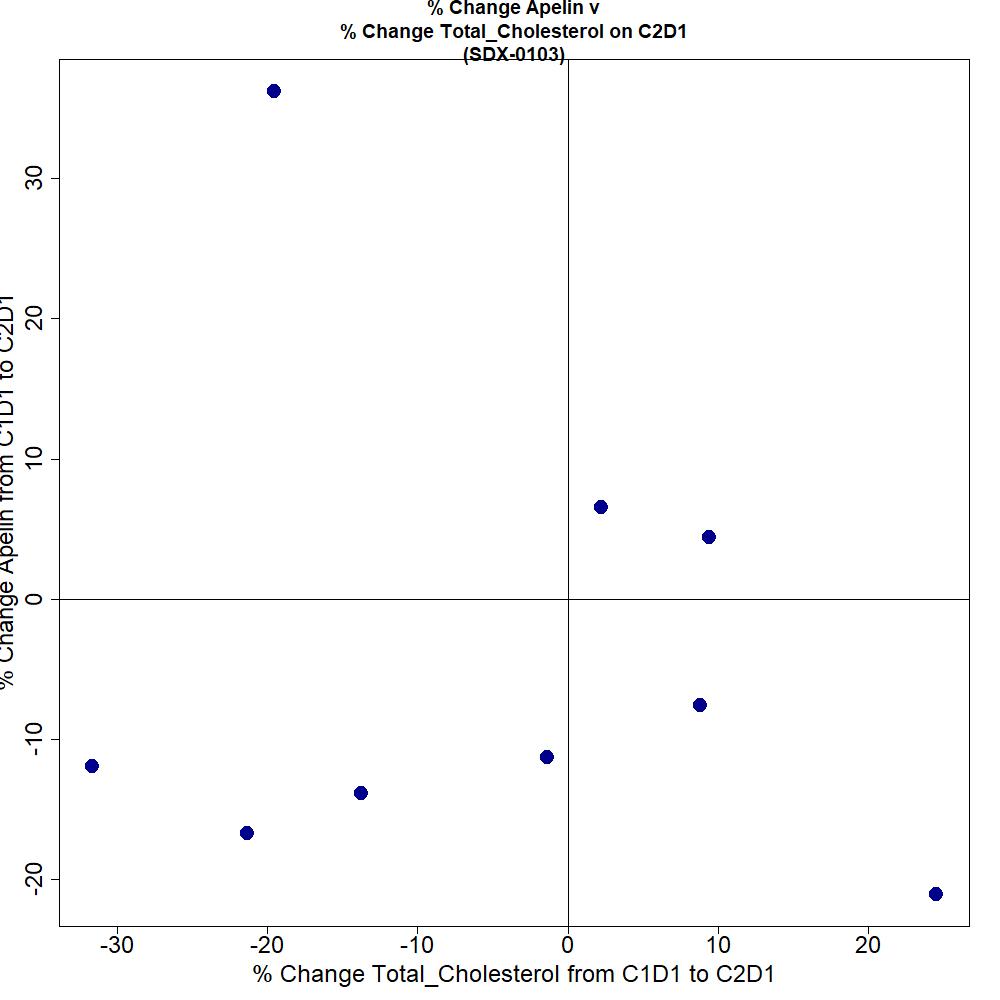 % Change Apelin v
% Change Total_Cholesterol on C2D1
(SDX-0103)
% Change Apelin from C1D1 to C2D1
30
20
10
0
-10
-20
-30
-20
-10
0
10
20
% Change Total_Cholesterol from C1D1 to C2D1